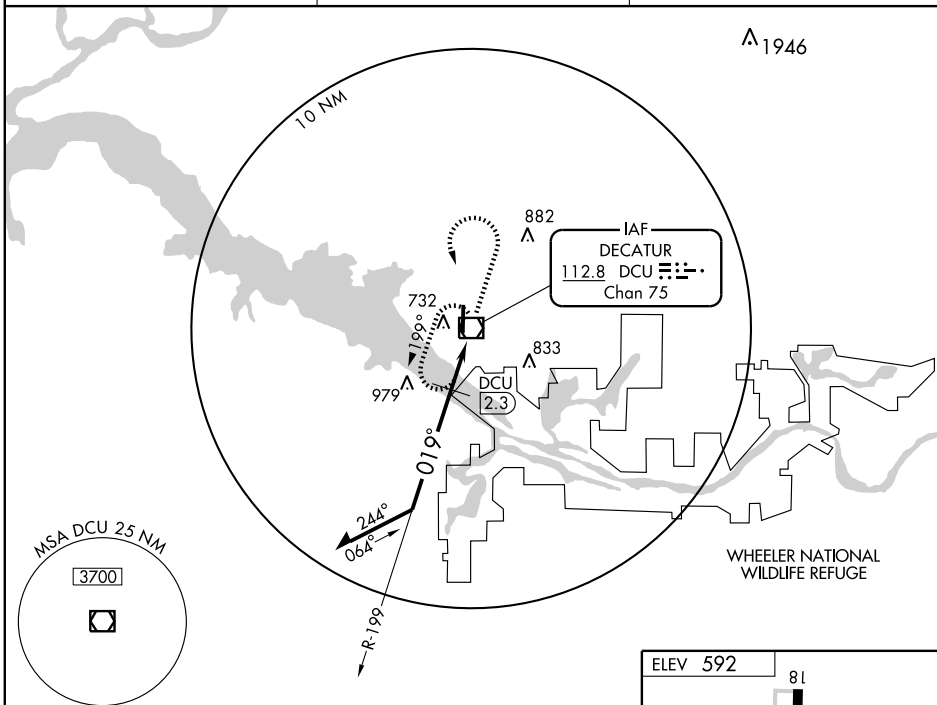 1946
10 NM
882
IAF
DECATUR
112.8 DCU
Chan 75
732
199°
833
979
DCU
2.3
019°
244°
064°
MSA DCU 25 NM
3700
WHEELER NATIONAL
WILDLIFE REFUGE
R-199
ELEV 592
18